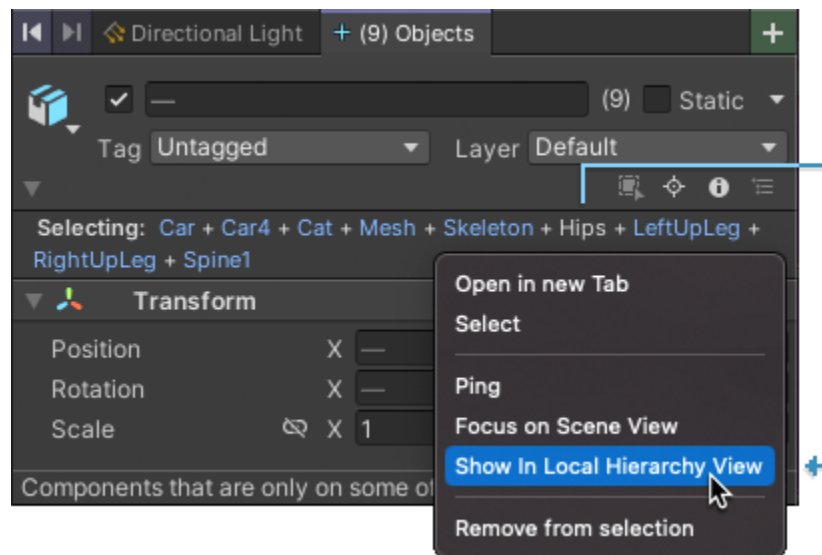 Directional Light
(9) Objects
+
—
(9)
Static
Tag
Untagged
Layer
Default
Selecting: Car + Car4 + Cat + Mesh + Skeleton + Hips + LeftUpLeg +
RightUpLeg + Spine1
Transform
Position
X
—
Rotation
X
—
Scale
X
1
Components that are only on some of
Open in new Tab
Select
Ping
Focus on Scene View
Show In Local Hierarchy View
Remove from selection